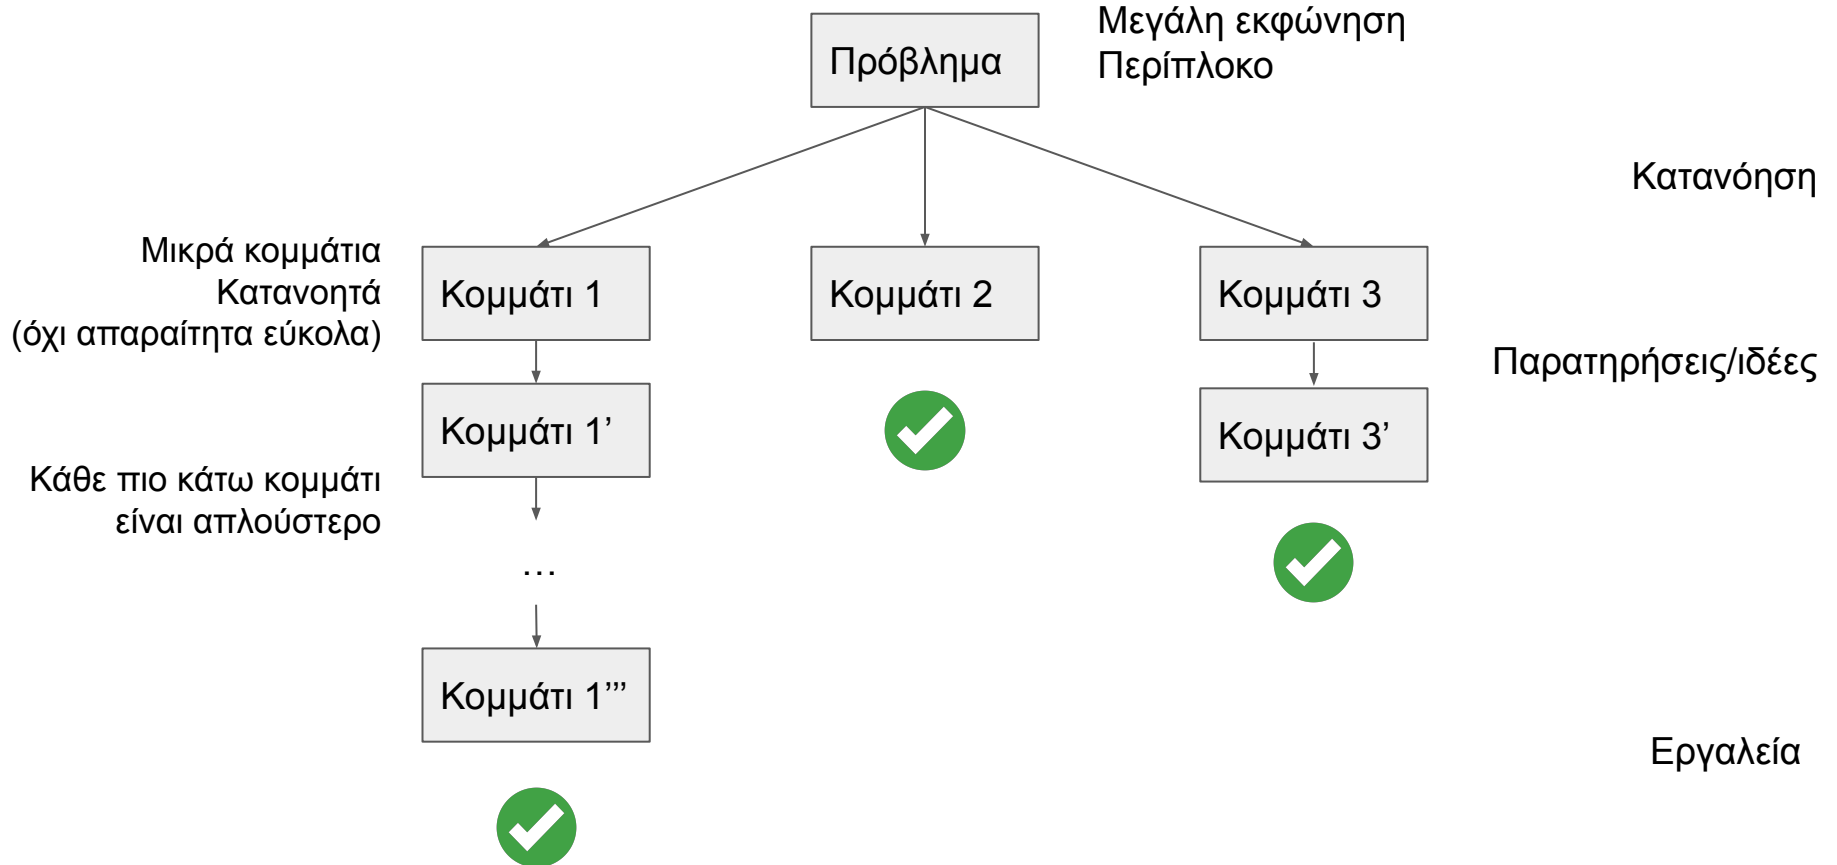 Πρόβλημα
Μεγάλη εκφώνηση
Περίπλοκο
Κατανόηση
Μικρά κομμάτια
Κατανοητά
(όχι απαραίτητα εύκολα)
Κομμάτι 1
Κομμάτι 2
Κομμάτι 3
Παρατηρήσεις/ιδέες
Κομμάτι 1’
Κομμάτι 3’
Κάθε πιο κάτω κομμάτι
είναι απλούστερο
...
Κομμάτι 1’’’
Εργαλεία